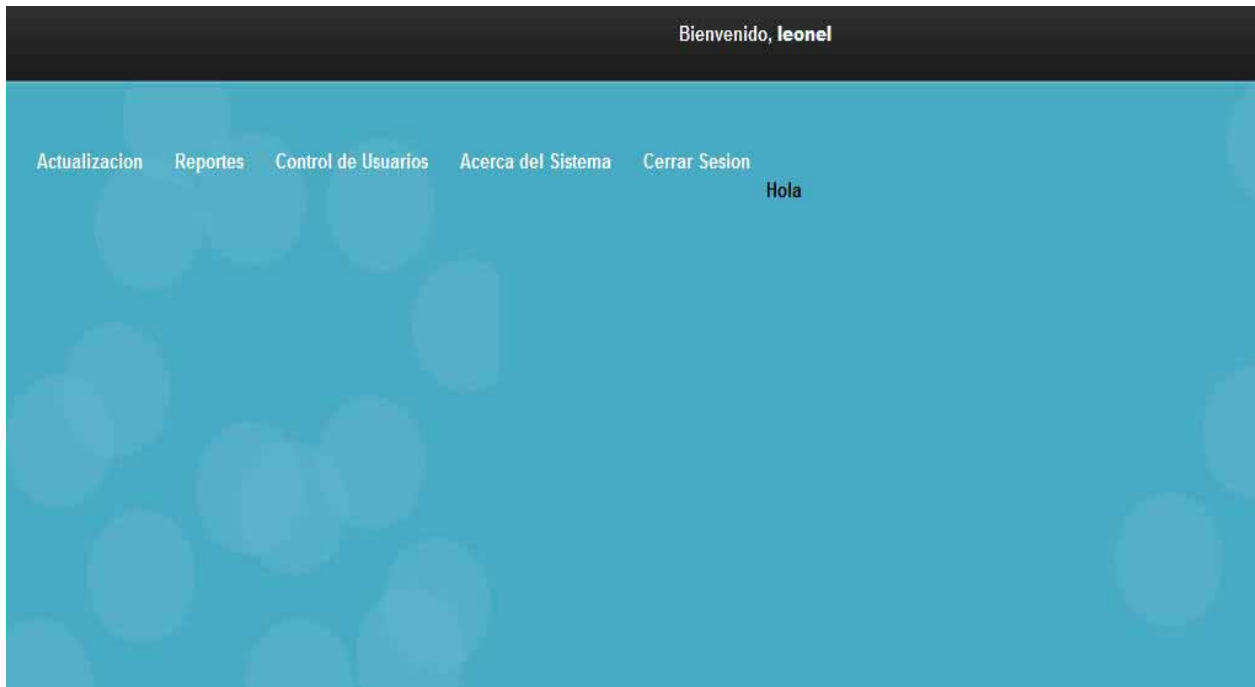 Bienvenido, leonel
Actualizacion Reportes Control de Usuarios Acerca del Sistema Cerrar Sesion
Hola